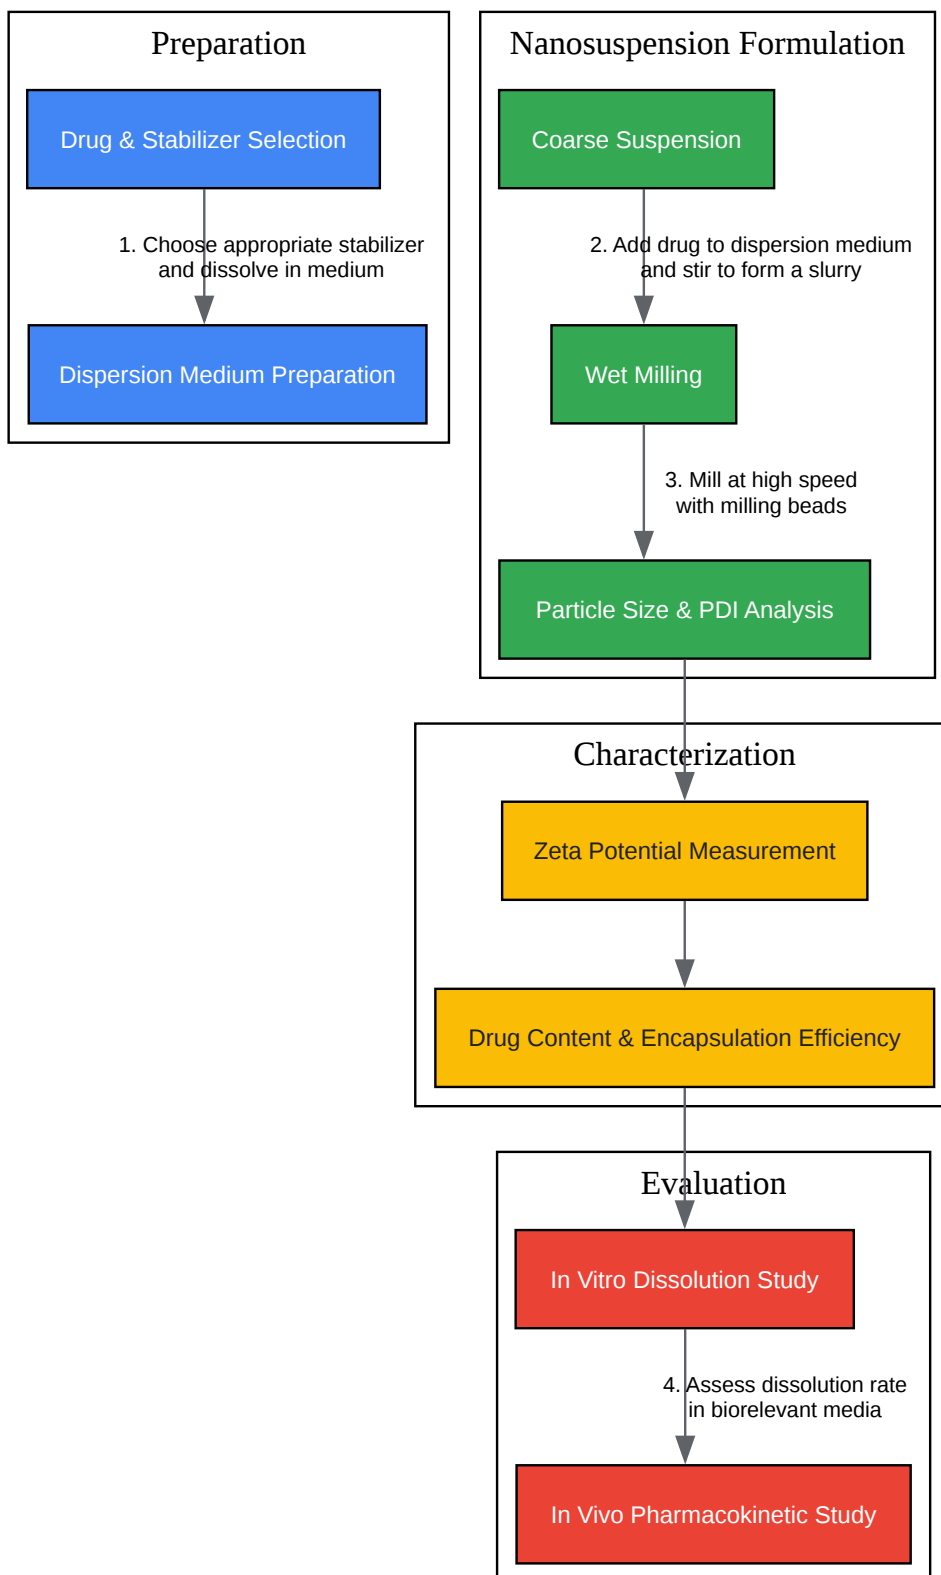 Preparation
Drug & Stabilizer Selection
1. Choose appropriate stabilizer
and dissolve in medium
Dispersion Medium Preparation
Nanosuspension Formulation
Coarse Suspension
2. Add drug to dispersion medium
and stir to form a slurry
Wet Milling
3. Mill at high speed
with milling beads
Particle Size & PDI Analysis
Characterization
Zeta Potential Measurement
Drug Content & Encapsulation Efficiency
Evaluation
In Vitro Dissolution Study
4. Assess dissolution rate
in biorelevant media
In Vivo Pharmacokinetic Study